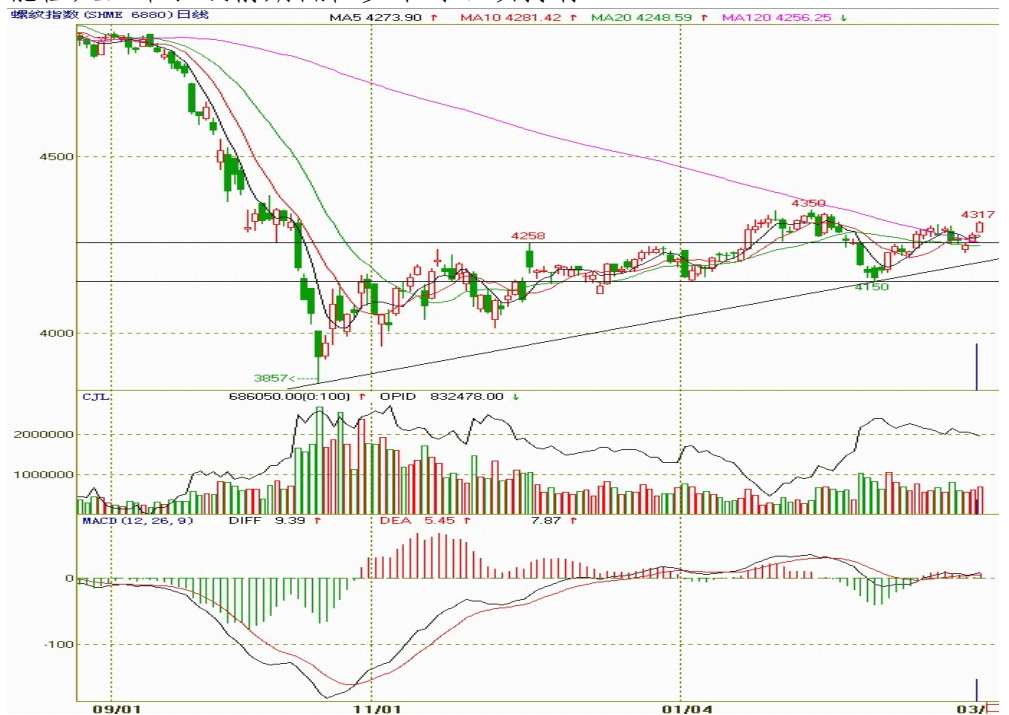 螺纹指数 (SHME 6880) 日线 MA5 4273.90 ↑ MA10 4281.42 ↑ MA20 4248.59 ↑ MA120 4256.25 ↓
4500
4350
4317
4258
4150
4000
3857
CJL 686050.00(0:100) ↑ OPID 832478.00 ↓
2000000
1000000
MACD (12,26,9) DIFF 9.39 ↑ DEA 5.45 ↑ 7.87 ↑
0
-100
09/01 11/01 01/04 03/